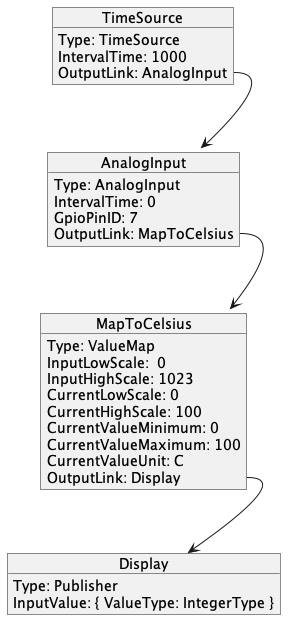 TimeSource
Type: TimeSource
IntervalTime: 1000
OutputLink: AnalogInput
AnalogInput
Type: AnalogInput
IntervalTime: 0
GpioPinID: 7
OutputLink: MapToCelsius
MapToCelsius
Type: ValueMap
InputLowScale:  0
InputHighScale: 1023
CurrentLowScale: 0
CurrentHighScale: 100
CurrentValueMinimum: 0
CurrentValueMaximum: 100
CurrentValueUnit: C
OutputLink: Display
Display
Type: Publisher
InputValue: { ValueType: IntegerType }